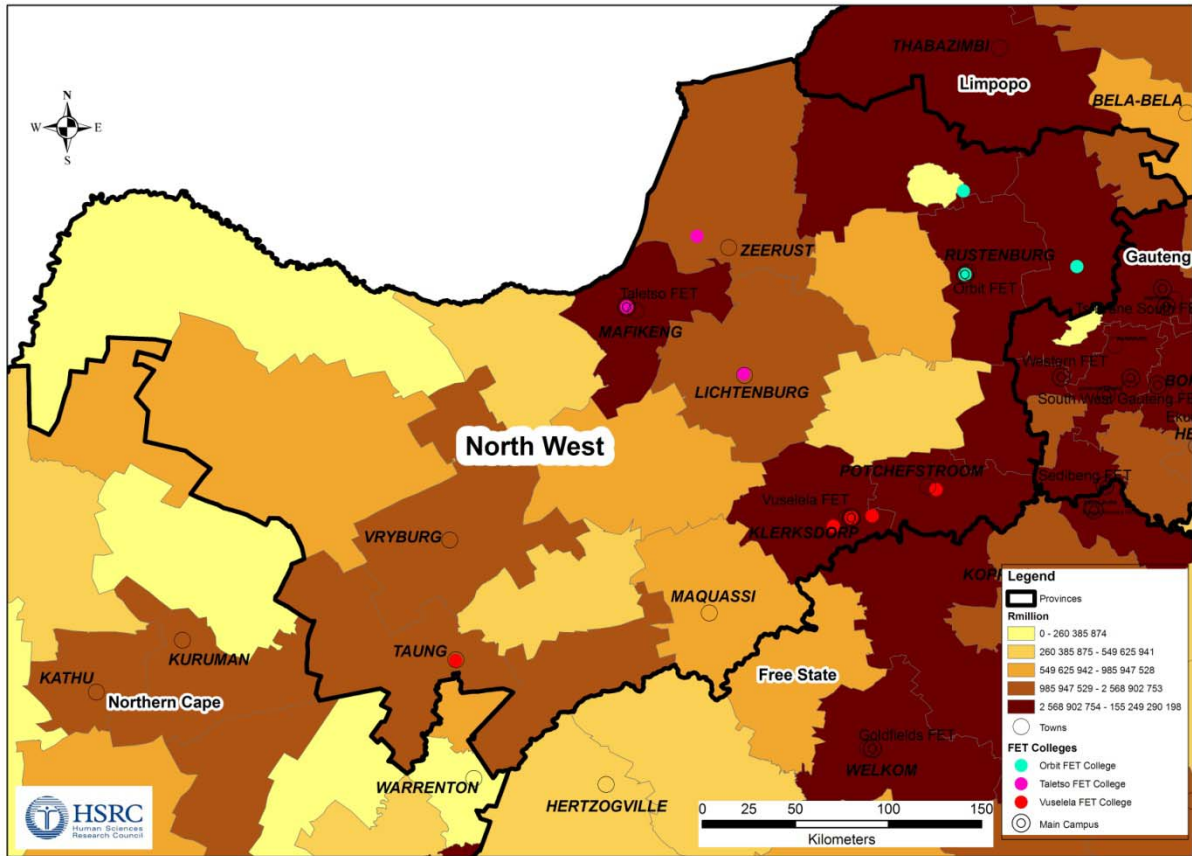 THABAZIMBI
Limpopo
BELA-BELA
N
W
E
S
ZEERUST
RUSTENBURG
Gauteng
Orbit FET
Taletso FET
MAFIKENG
Western FET
LICHTENBURG
South West Gauteng FET
North West
POTCHEFSTROOM
Sedibeng FET
Vuselela FET
KLERKSDORP
VRYBURG
MAQUASSI
TAUNG
KURUMAN
KATHU
Northern Cape
Free State
Goldfields FET
WELKOM
WARRENTON
HERTZOGVILLE
Legend
Provinces
Rmillion
0 - 260 385 874
260 385 875 - 549 625 941
549 625 942 - 985 947 528
985 947 529 - 2 568 902 753
2 568 902 754 - 155 249 290 198
Towns
FET Colleges
Orbit FET College
Taletso FET College
Vuselela FET College
Main Campus
0 25 50 100 150
Kilometers
HSRC
Human Sciences
Research Council